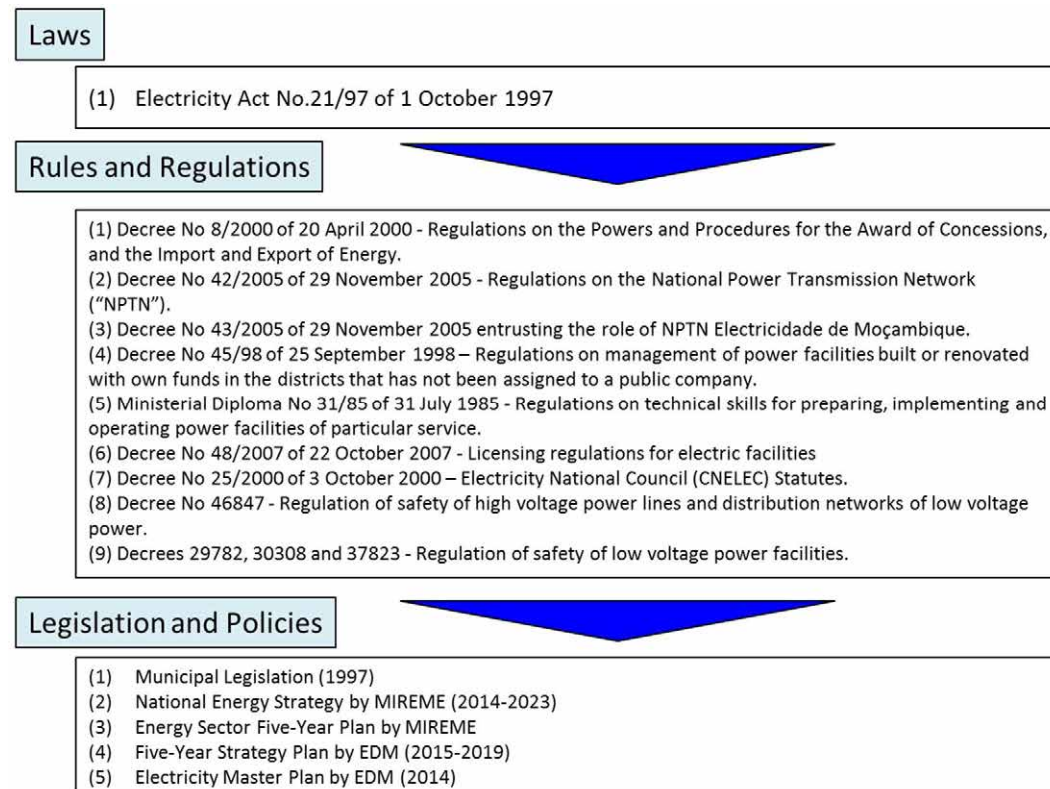 Laws
(1) Electricity Act No.21/97 of 1 October 1997
Rules and Regulations
(1) Decree No 8/2000 of 20 April 2000 - Regulations on the Powers and Procedures for the Award of Concessions,
and the Import and Export of Energy.
(2) Decree No 42/2005 of 29 November 2005 - Regulations on the National Power Transmission Network
(“NPTN”).
(3) Decree No 43/2005 of 29 November 2005 entrusting the role of NPTN Electricidade de Moçambique.
(4) Decree No 45/98 of 25 September 1998 – Regulations on management of power facilities built or renovated
with own funds in the districts that has not been assigned to a public company.
(5) Ministerial Diploma No 31/85 of 31 July 1985 - Regulations on technical skills for preparing, implementing and
operating power facilities of particular service.
(6) Decree No 48/2007 of 22 October 2007 - Licensing regulations for electric facilities
(7) Decree No 25/2000 of 3 October 2000 – Electricity National Council (CNELEC) Statutes.
(8) Decree No 46847 - Regulation of safety of high voltage power lines and distribution networks of low voltage
power.
(9) Decrees 29782, 30308 and 37823 - Regulation of safety of low voltage power facilities.
Legislation and Policies
(1) Municipal Legislation (1997)
(2) National Energy Strategy by MIREME (2014-2023)
(3) Energy Sector Five-Year Plan by MIREME
(4) Five-Year Strategy Plan by EDM (2015-2019)
(5) Electricity Master Plan by EDM (2014)